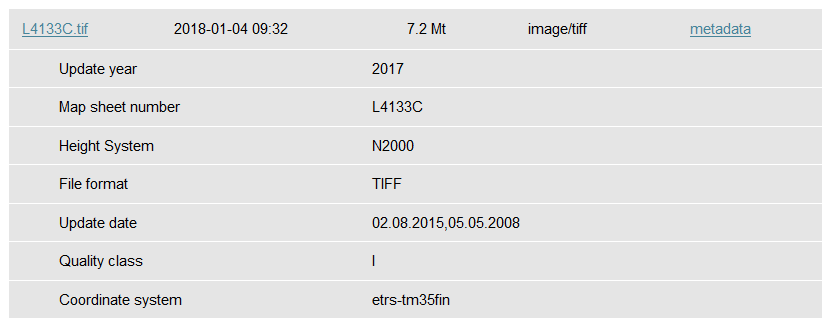 L4133C.tif 2018-01-04 09:32 7.2 Mt image/tiff metadata
Update year 2017
Map sheet number L4133C
Height System N2000
File format TIFF
Update date 02.08.2015,05.05.2008
Quality class I
Coordinate system etrs-tm35fin